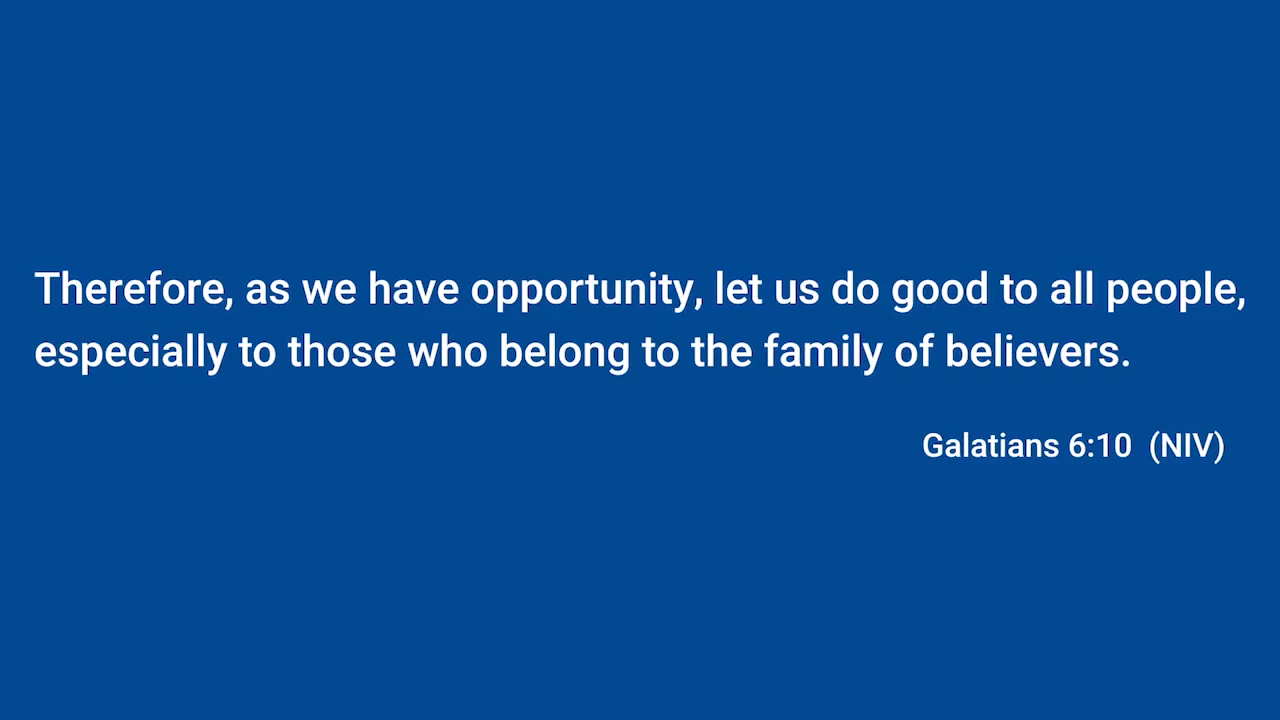 Therefore, as we have opportunity, let us do good to all people,
especially to those who belong to the family of believers.
Galatians 6:10  (NIV)